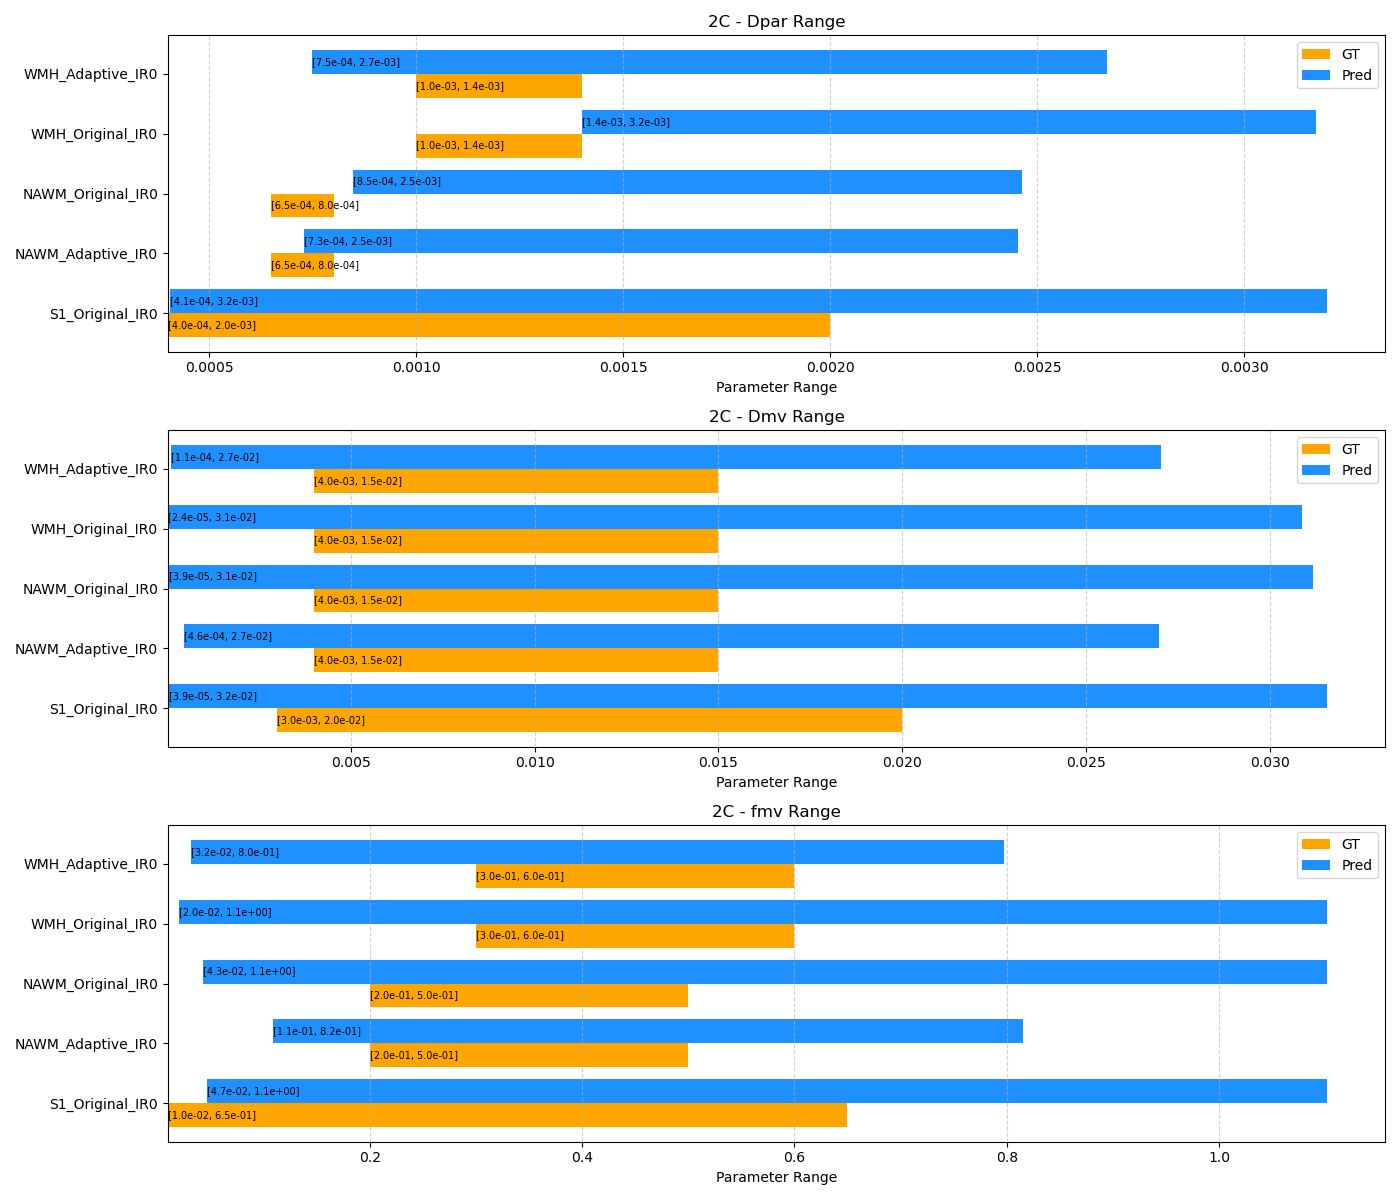 2C - Dpar Range
GT
Pred
WMH_Adaptive_IR0
[7.5e-04, 2.7e-03]
[1.0e-03, 1.4e-03]
WMH_Original_IR0
[1.4e-03, 3.2e-03]
[1.0e-03, 1.4e-03]
NAWM_Original_IR0
[8.5e-04, 2.5e-03]
[6.5e-04, 8.0e-04]
NAWM_Adaptive_IR0
[7.3e-04, 2.5e-03]
[6.5e-04, 8.0e-04]
S1_Original_IR0
[4.1e-04, 3.2e-03]
[4.0e-04, 2.0e-03]
0.0005 0.0010 0.0015 0.0020 0.0025 0.0030
Parameter Range
2C - Dmv Range
GT
Pred
WMH_Adaptive_IR0
[1.1e-04, 2.7e-02]
[4.0e-03, 1.5e-02]
WMH_Original_IR0
[2.4e-05, 3.1e-02]
[4.0e-03, 1.5e-02]
NAWM_Original_IR0
[3.9e-05, 3.1e-02]
[4.0e-03, 1.5e-02]
NAWM_Adaptive_IR0
[4.6e-04, 2.7e-02]
[4.0e-03, 1.5e-02]
S1_Original_IR0
[3.9e-05, 3.2e-02]
[3.0e-03, 2.0e-02]
0.005 0.010 0.015 0.020 0.025 0.030
Parameter Range
2C - fmv Range
GT
Pred
WMH_Adaptive_IR0
[3.2e-02, 8.0e-01]
[3.0e-01, 6.0e-01]
WMH_Original_IR0
[2.0e-02, 1.1e+00]
[3.0e-01, 6.0e-01]
NAWM_Original_IR0
[4.3e-02, 1.1e+00]
[2.0e-01, 5.0e-01]
NAWM_Adaptive_IR0
[1.1e-01, 8.2e-01]
[2.0e-01, 5.0e-01]
S1_Original_IR0
[4.7e-02, 1.1e+00]
[1.0e-02, 6.5e-01]
0.2 0.4 0.6 0.8 1.0
Parameter Range